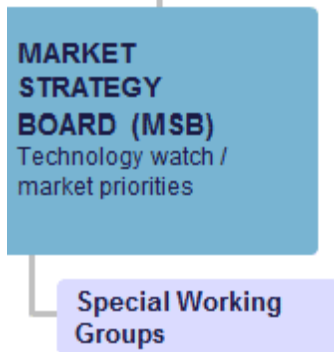 MARKET
STRATEGY
BOARD (MSB)
Technology watch /
market priorities
Special Working
Groups